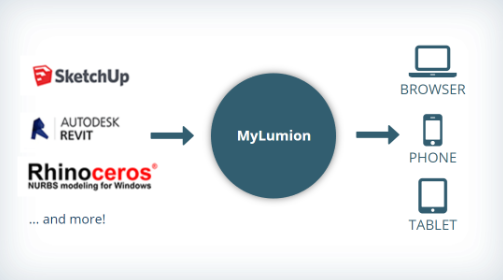 SketchUp
AUTODESK
REVIT
Rhinoceros®
NURBS modeling for Windows
... and more!
MyLumion
BROWSER
PHONE
TABLET